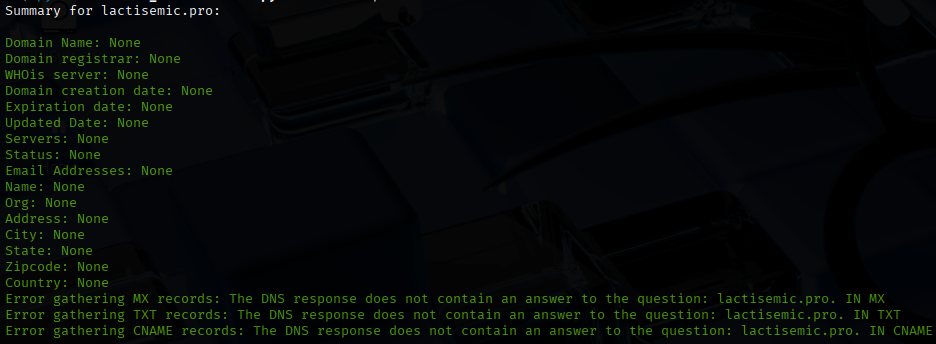 Summary for lactisemic.pro:
Domain Name: None
Domain registrar: None
WHOis server: None
Domain creation date: None
Expiration date: None
Updated Date: None
Servers: None
Status: None
Email Addresses: None
Name: None
Org: None
Address: None
City: None
State: None
Zipcode: None
Country: None
Error gathering MX records: The DNS response does not contain an answer to the question: lactisemic.pro. IN MX
Error gathering TXT records: The DNS response does not contain an answer to the question: lactisemic.pro. IN TXT
Error gathering CNAME records: The DNS response does not contain an answer to the question: lactisemic.pro. IN CNAME